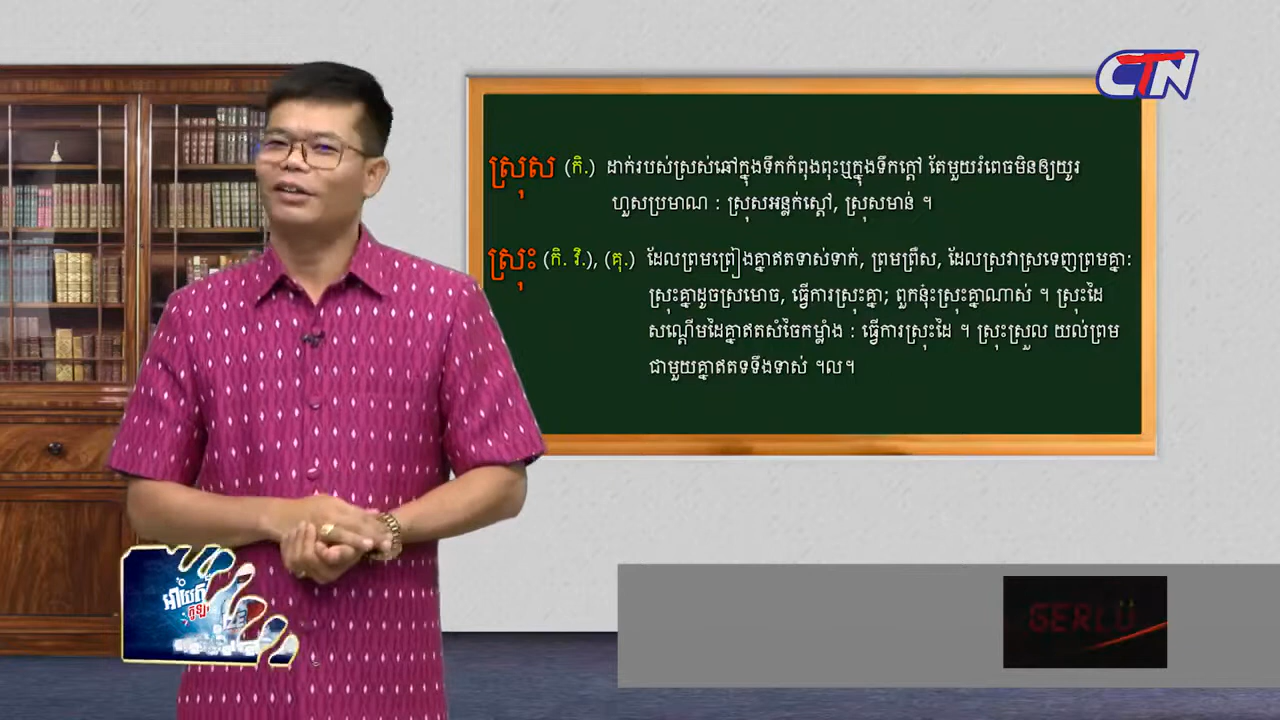 CTN
ស្រុស (កិ.) ដាក់របស់ស្រស់ឆៅក្នុងទឹកកំពុងពុះឬក្នុងទឹកក្ដៅ តែមួយរំពេចមិនឲ្យយូរ
ហួសប្រមាណ : ស្រុសអន្លក់ស្ដៅ, ស្រុសមាន់ ។
ស្រុះ (កិ. វិ.), (គុ.) ដែលព្រមព្រៀងគ្នាឥតទាស់ទាក់, ព្រមព្រឹស, ដែលស្រវាស្រទេញព្រមគ្នា:
ស្រុះគ្នាដូចស្រមោច, ធ្វើការស្រុះគ្នា; ពួកនុ៎ះស្រុះគ្នាណាស់ ។ ស្រុះដៃ
សណ្ដើមដៃគ្នាឥតសំចៃកម្លាំង : ធ្វើការស្រុះដៃ ។ ស្រុះស្រួល យល់ព្រម
ជាមួយគ្នាឥតទទឹងទាស់ ។ល។